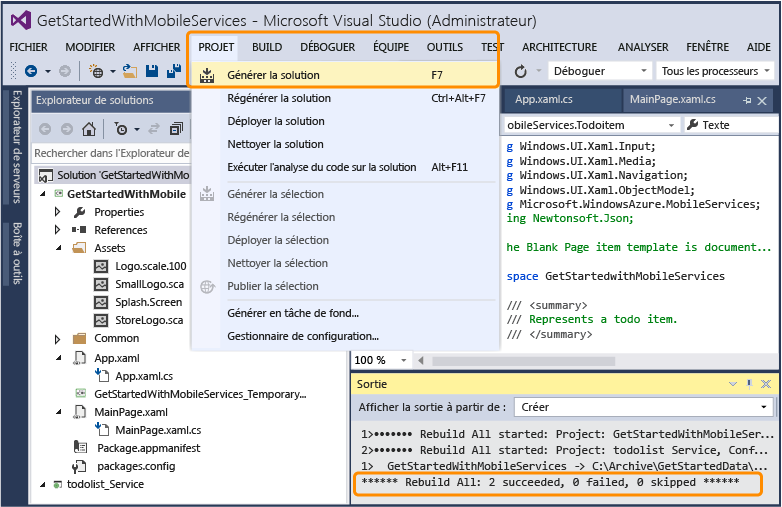 GetStartedWithMobileServices - Microsoft Visual Studio (Administrateur)
FICHIER MODIFIER AFFICHER PROJET BUILD DÉBOGUER ÉQUIPE OUTILS TEST ARCHITECTURE ANALYSER FENÊTRE AIDE
Générer la solution F7
Déboguer Tous les processeurs
Régénérer la solution Ctrl+Alt+F7
Déployer la solution
Nettoyer la solution
Exécuter l'analyse du code sur la solution Alt+F11
Générer la sélection
Régénérer la sélection
Déployer la sélection
Nettoyer la sélection
Publier la sélection
Générer en tâche de fond...
Gestionnaire de configuration...
Explorateur de serveurs
Boîte à outils
Explorateur de solutions
Rechercher dans l'Explorateur de
Solution 'GetStartedWithMo
GetStartedWithMobile
Properties
References
Assets
Logo.scale.100
SmallLogo.sca
Splash.Screen
StoreLogo.sca
Common
App.xaml
App.xaml.cs
GetStartedWithMobileServices_Temporary...
MainPage.xaml
MainPage.xaml.cs
Package.appmanifest
packages.config
todolist_Service
App.xaml.cs MainPage.xaml.cs
obileServices.Todoitem Texte
g Windows.UI.Xaml.Input;
g Windows.UI.Xaml.Media;
g Windows.UI.Xaml.Navigation;
g Windows.UI.Xaml.ObjectModel;
g Microsoft.WindowsAzure.MobileServices;
ing Newtonsoft.Json;
he Blank Page item template is document...
space GetStartedwithMobileServices
/// <summary>
/// Represents a todo item.
/// </summary>
100 %
Sortie
Afficher la sortie à partir de : Créer
1>••••••• Rebuild All started: Project: GetStartedWithMobileSer...
2>••••••• Rebuild All started: Project: todolist Service, Conf...
1> GetStartedWithMobileServices -> C:\Archive\GetStartedData\...
****** Rebuild All: 2 succeeded, 0 failed, 0 skipped ******